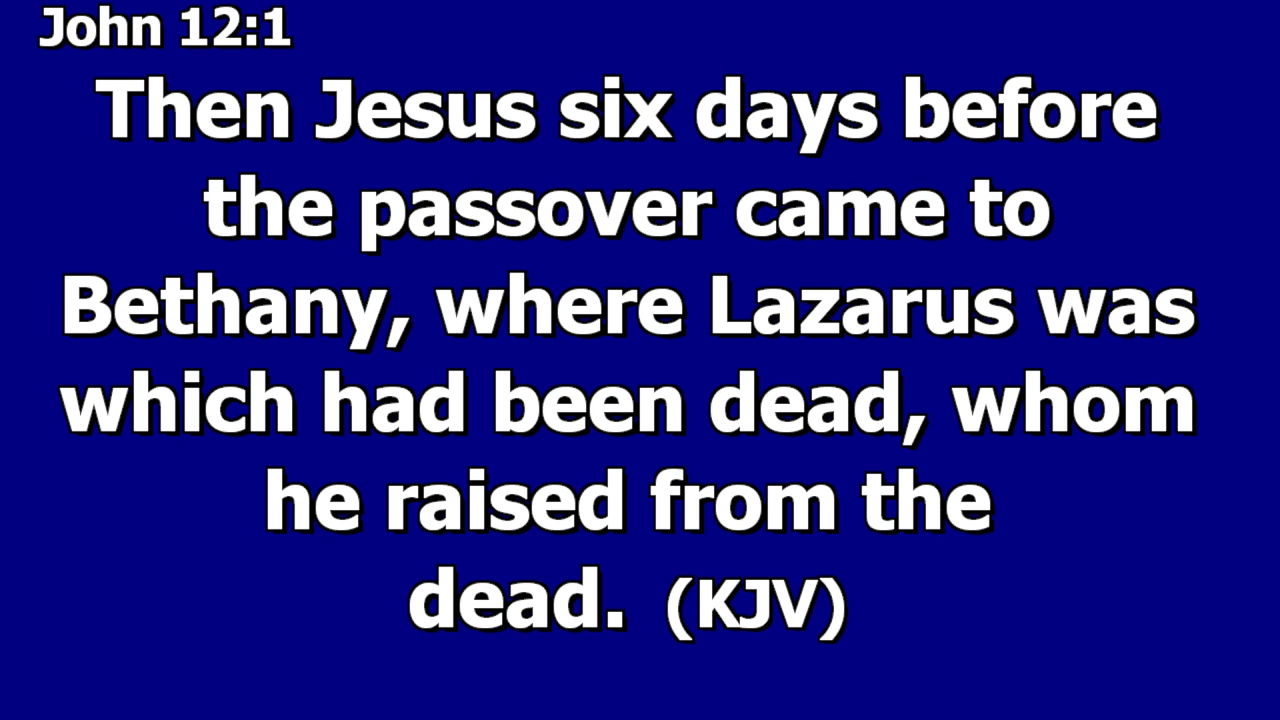 John 12:1
Then Jesus six days before
the passover came to
Bethany, where Lazarus was
which had been dead, whom
he raised from the
dead. (KJV)